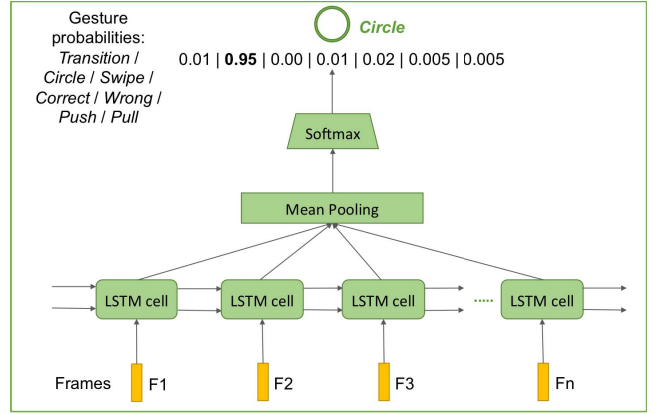 Gesture
probabilities:
Transition /
Circle / Swipe /
Correct / Wrong /
Push / Pull
Circle
0.01 | 0.95 | 0.00 | 0.01 | 0.02 | 0.005 | 0.005
Softmax
Mean Pooling
LSTM cell LSTM cell LSTM cell ..... LSTM cell
Frames F1 F2 F3 Fn